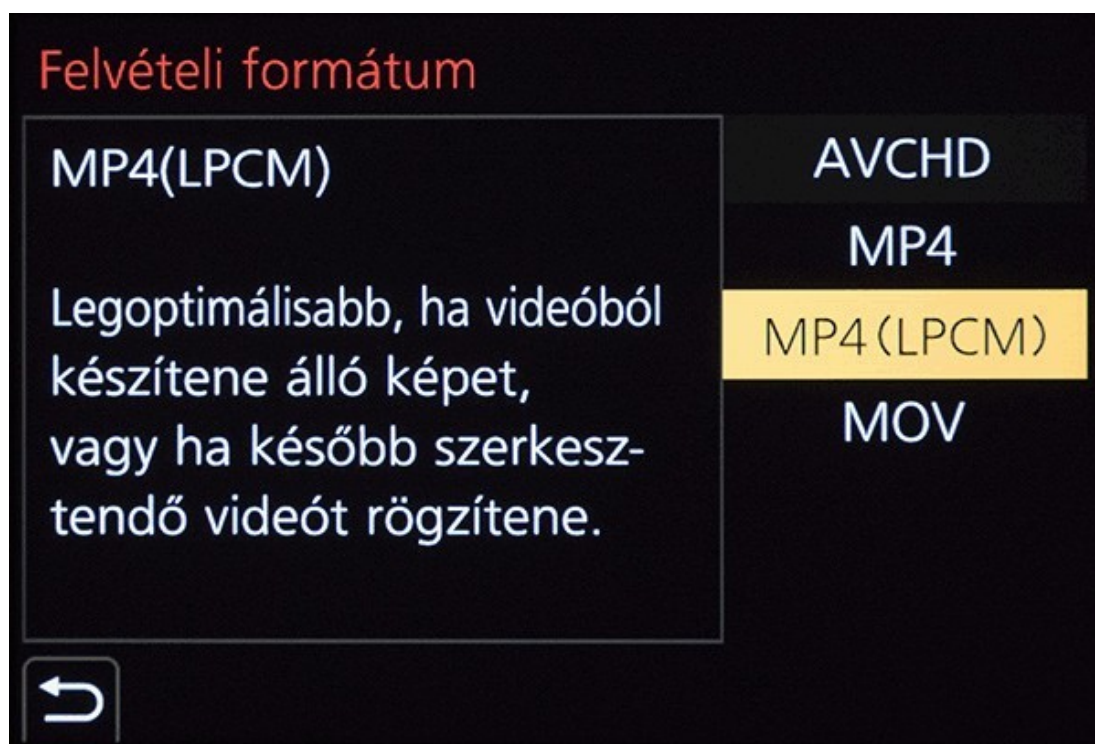 Felvételi formátum
MP4(LPCM)
Legoptimálisabb, ha videóból
készítene álló képet,
vagy ha később szerkesz-
tendő videót rögzítene.
AVCHD
MP4
MP4(LPCM)
MOV